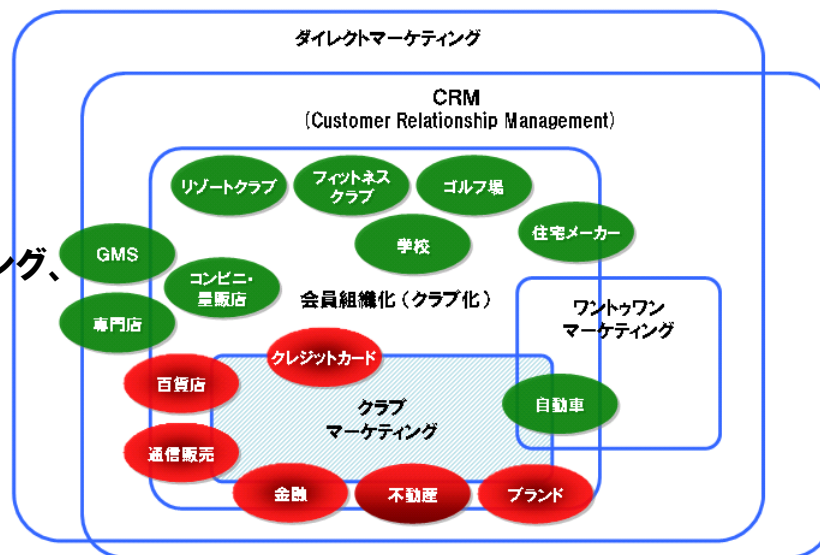 ダイレクトマーケティング
CRM
(Customer Relationship Management)
リゾートクラブ
フィットネス
クラブ
ゴルフ場
学校
住宅メーカー
GMS
ング、
コンビニ・
量販店
会員組織化(クラブ化)
ワントゥワン
マーケティング
専門店
クレジットカード
百貨店
クラブ
マーケティング
自動車
通信販売
金融
不動産
ブランド